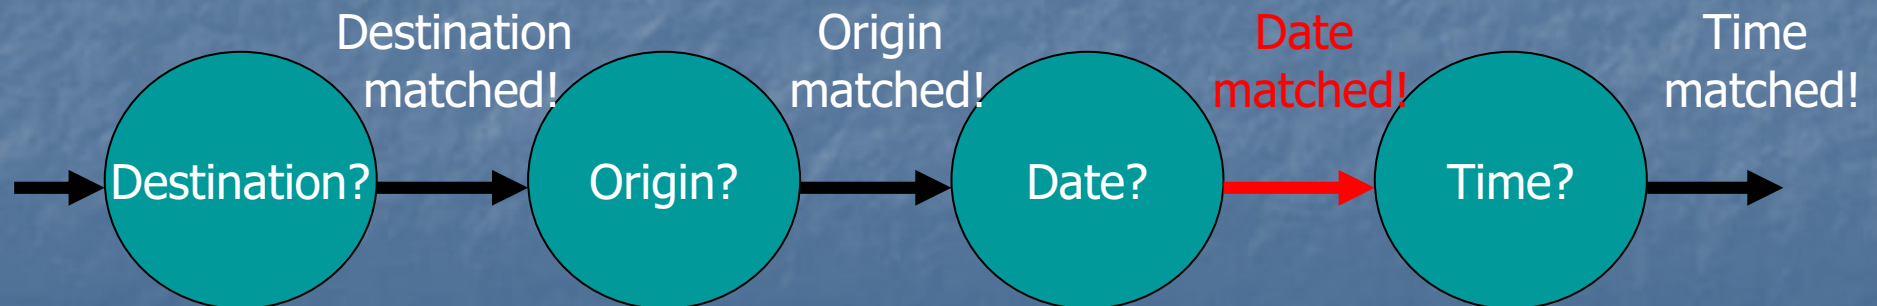 Destination
matched!
Origin
matched!
Date
matched!
Time
matched!
Destination?
Origin?
Date?
Time?